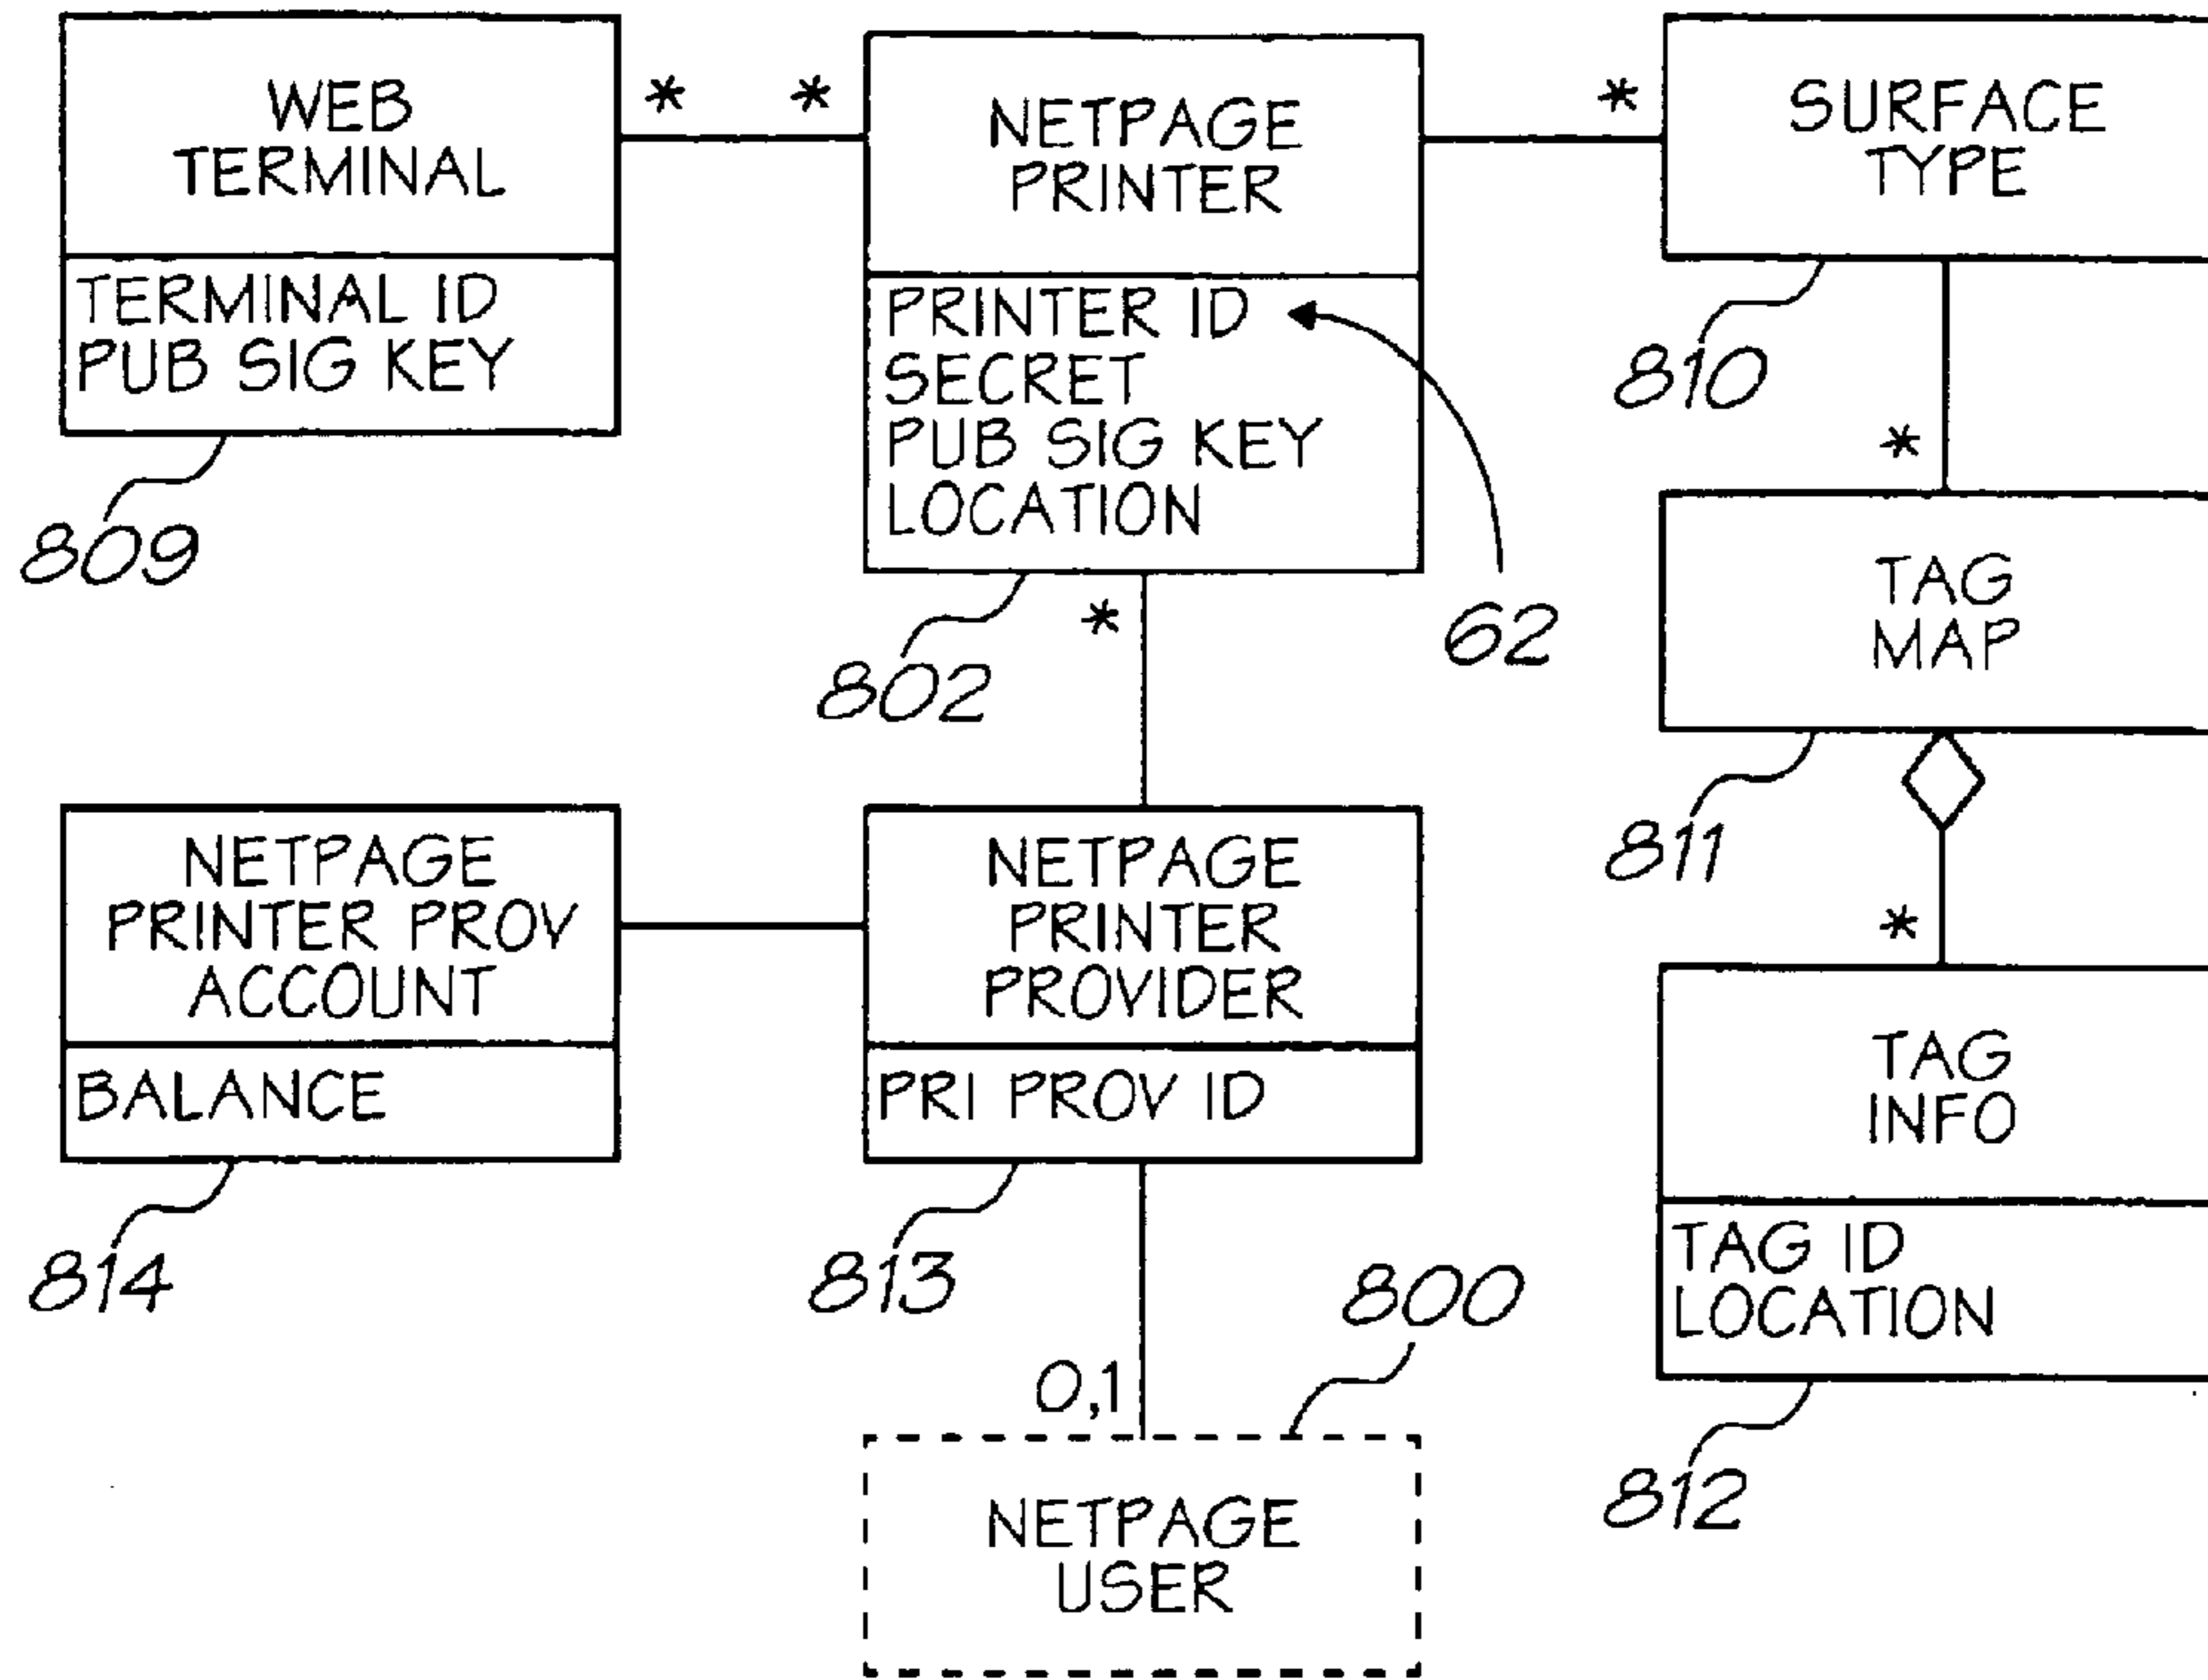 WEB
TERMINAL
TERMINAL ID
PUB SIG KEY
809
*
*
NETPAGE
PRINTER
PRINTER ID
SECRET
PUB SIG KEY
LOCATION
62
802
*
*
SURFACE
TYPE
810
*
TAG
MAP
811
*
TAG
INFO
TAG ID
LOCATION
812
NETPAGE
PRINTER PROV
ACCOUNT
BALANCE
814
NETPAGE
PRINTER
PROVIDER
PRI PROV ID
813
800
0,1
NETPAGE
USER